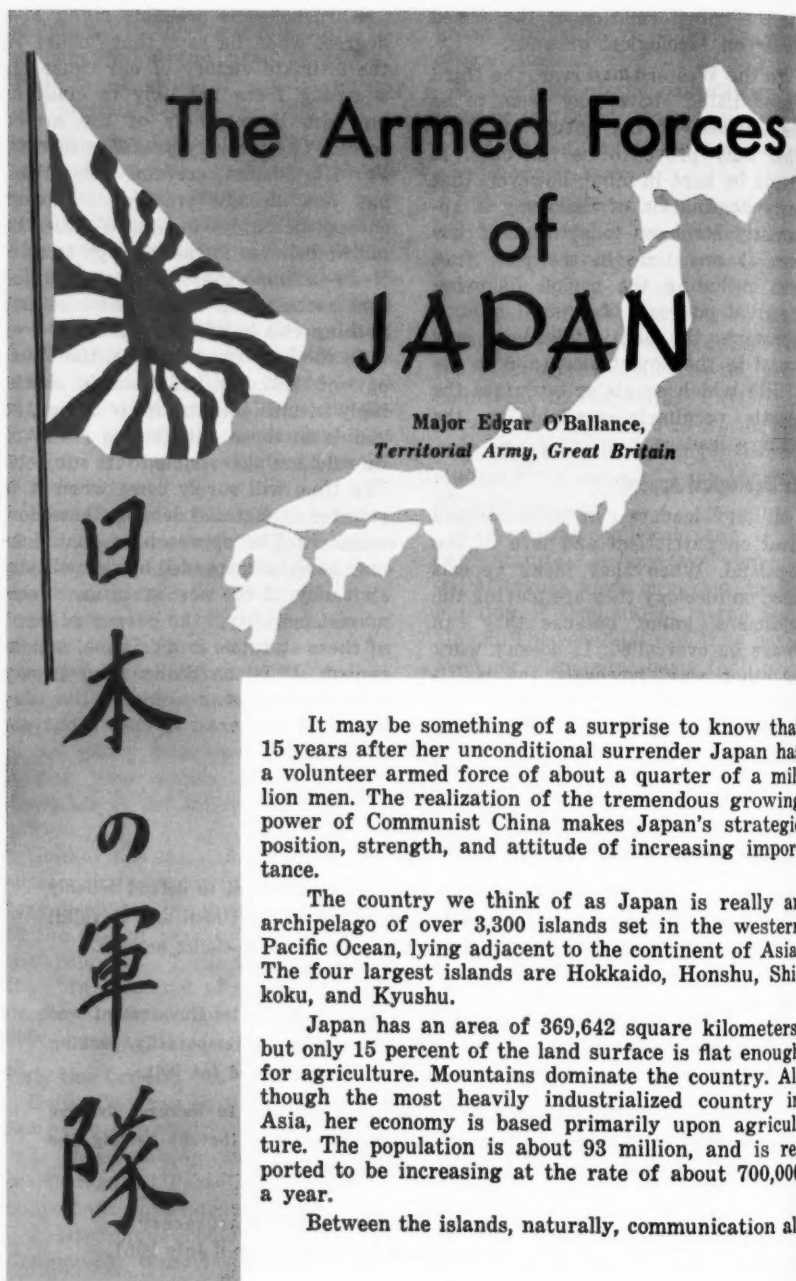 The Armed Forces
of
JAPAN
Major Edgar O'Ballance,
Territorial Army, Great Britain
日本の軍隊
It may be something of a surprise to know tha
15 years after her unconditional surrender Japan ha
a volunteer armed force of about a quarter of a mil
lion men. The realization of the tremendous growing
power of Communist China makes Japan's strategi
position, strength, and attitude of increasing impor
tance.
The country we think of as Japan is really a
archipelago of over 3,300 islands set in the western
Pacific Ocean, lying adjacent to the continent of Asia
The four largest islands are Hokkaido, Honshu, Shi
koku, and Kyushu.
Japan has an area of 369,642 square kilometers
but only 15 percent of the land surface is flat enough
for agriculture. Mountains dominate the country. Al
though the most heavily industrialized country i
Asia, her economy is based primarily upon agricul
ture. The population is about 93 million, and is re
ported to be increasing at the rate of about 700,000
a year.
Between the islands, naturally, communication al